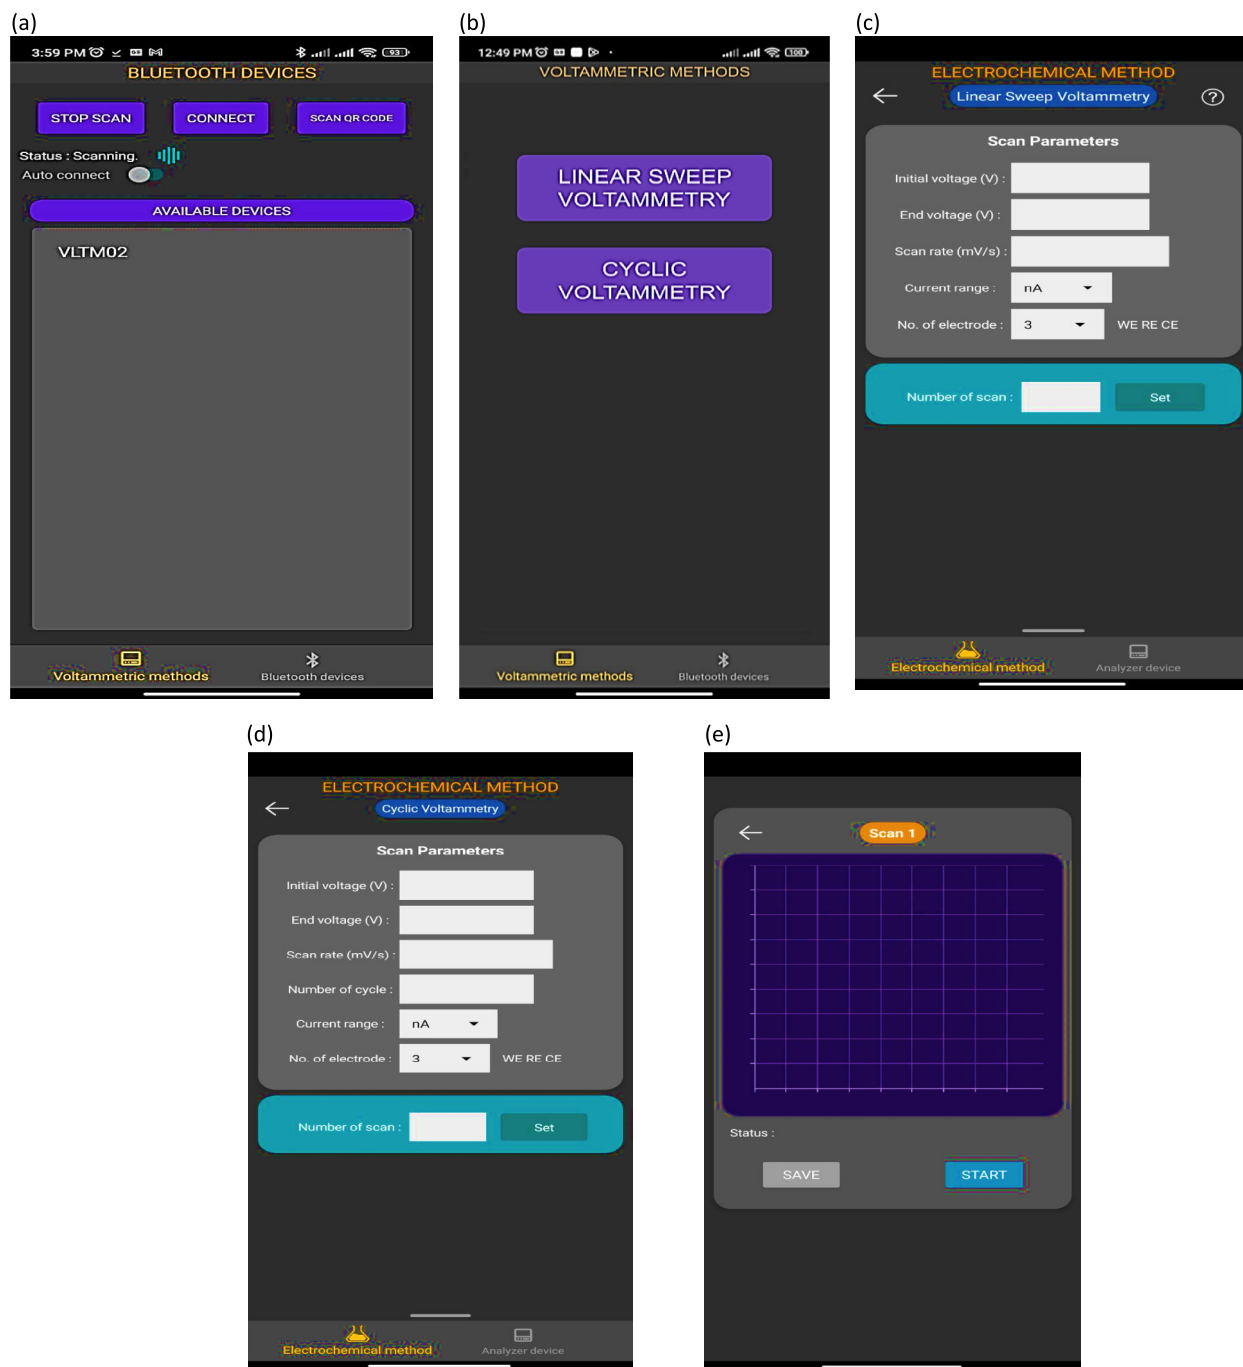 (a)
3:59 PM
93
BLUETOOTH DEVICES
STOP SCAN
CONNECT
SCAN QR CODE
Status : Scanning.
Auto connect
AVAILABLE DEVICES
VLTM02
Voltammetric methods
Bluetooth devices
(b)
12:49 PM
100
VOLTAMMETRIC METHODS
LINEAR SWEEP
VOLTAMMETRY
CYCLIC
VOLTAMMETRY
Voltammetric methods
Bluetooth devices
(c)
ELECTROCHEMICAL METHOD
Linear Sweep Voltammetry
?
Scan Parameters
Initial voltage (V) :
End voltage (V) :
Scan rate (mV/s) :
Current range : nA
No. of electrode : 3 WE RE CE
Number of scan : Set
Electrochemical method
Analyzer device
(d)
ELECTROCHEMICAL METHOD
Cyclic Voltammetry
Scan Parameters
Initial voltage (V) :
End voltage (V) :
Scan rate (mV/s) :
Number of cycle :
Current range : nA
No. of electrode : 3 WE RE CE
Number of scan : Set
Electrochemical method
Analyzer device
(e)
Scan 1
Status :
SAVE
START